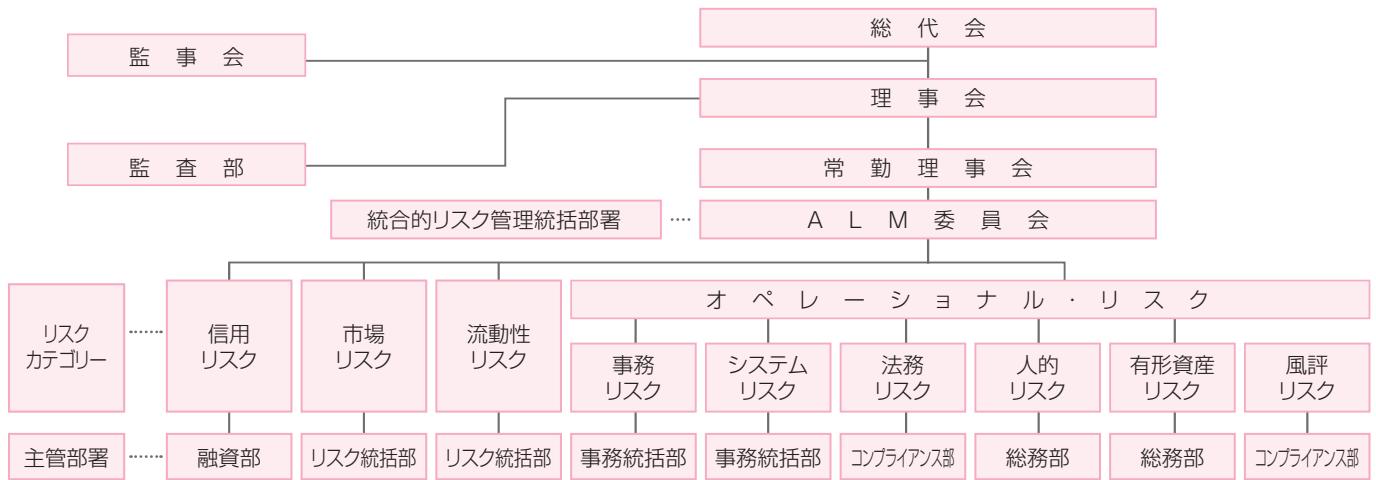 総代会
監事会
理事会
監査部
常勤理事会
統合的リスク管理統括部署
ALM委員会
リスク
カテゴリー
信用
リスク
市場
リスク
流動性
リスク
オペレーショナル・リスク
事務
リスク
システム
リスク
法務
リスク
人的
リスク
有形資産
リスク
風評
リスク
主管部署
融資部
リスク統括部
リスク統括部
事務統括部
事務統括部
コンプライアンス部
総務部
総務部
コンプライアンス部